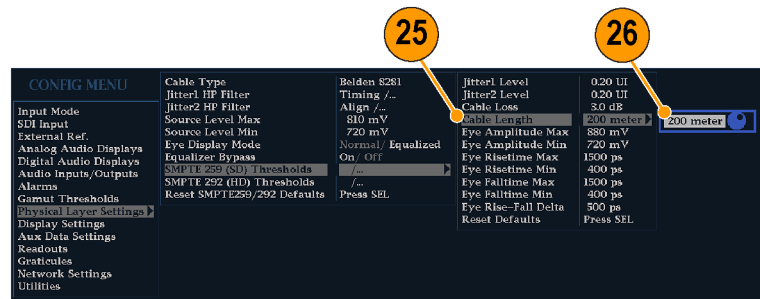 25
26
CONFIG MENU
Input Mode
SDI Input
External Ref.
Analog Audio Displays
Digital Audio Displays
Audio Inputs/Outputs
Alarms
Gamut Thresholds
Physical Layer Settings
Display Settings
Aux Data Settings
Readouts
Graticules
Network Settings
Utilities
Cable Type Belden 8281
Jitter1 HP Filter Timing /...
Jitter2 HP Filter Align /...
Source Level Max 810 mV
Source Level Min 720 mV
Eye Display Mode Normal/ Equalized
Equalizer Bypass On/ Off
SMPTE 259 (SD) Thresholds /...
SMPTE 292 (HD) Thresholds /...
Reset SMPTE259/292 Defaults Press SEL
Jitter1 Level 0.20 UI
Jitter2 Level 0.20 UI
Cable Loss 3.0 dB
Cable Length 200 meter
Eye Amplitude Max 880 mV
Eye Amplitude Min 720 mV
Eye Risetime Max 1500 ps
Eye Risetime Min 400 ps
Eye Falltime Max 1500 ps
Eye Falltime Min 400 ps
Eye Rise-Fall Delta 500 ps
Reset Defaults Press SEL
200 meter